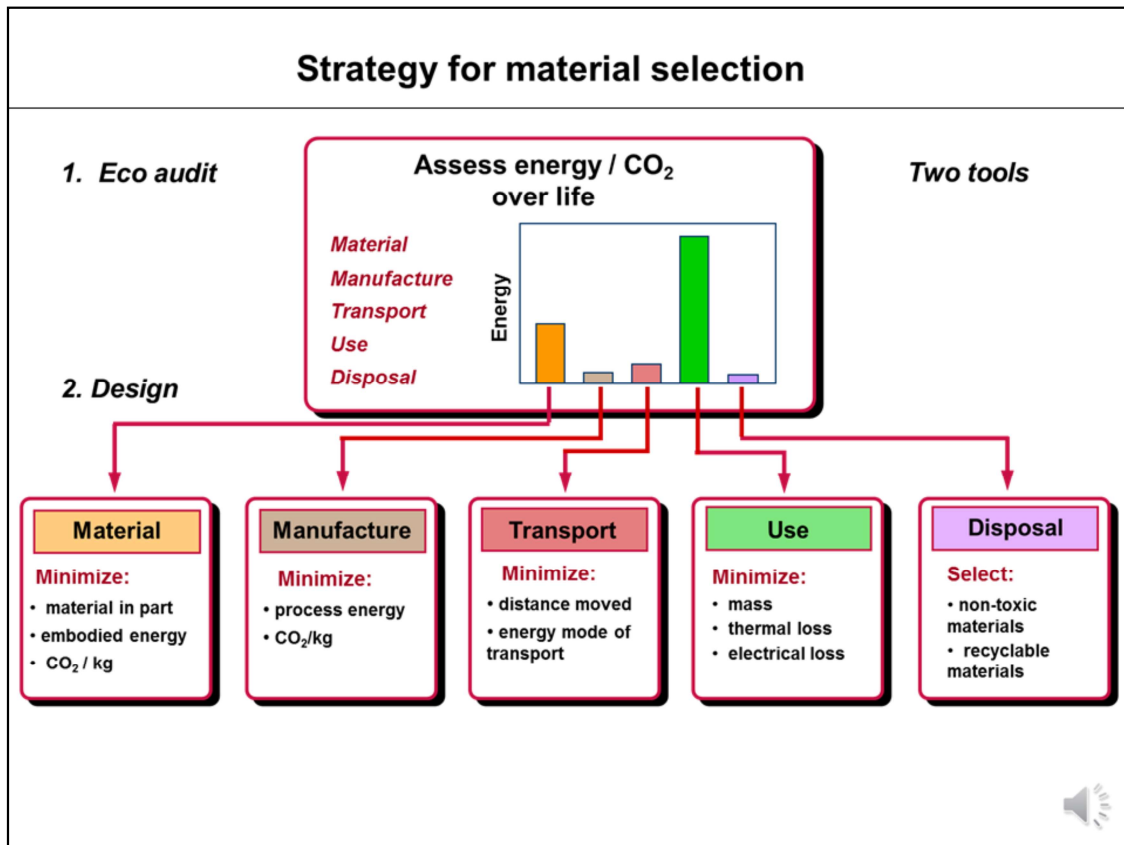 Strategy for material selection
1. Eco audit
Assess energy / CO₂
over life
Two tools
Material
Manufacture
Transport
Use
Disposal
Energy
2. Design
Material
Minimize:
• material in part
• embodied energy
- CO₂ / kg
Manufacture
Minimize:
• process energy
• CO₂/kg
Transport
Minimize:
• distance moved
• energy mode of
transport
Use
Minimize:
• mass
• thermal loss
• electrical loss
Disposal
Select:
• non-toxic
materials
• recyclable
materials